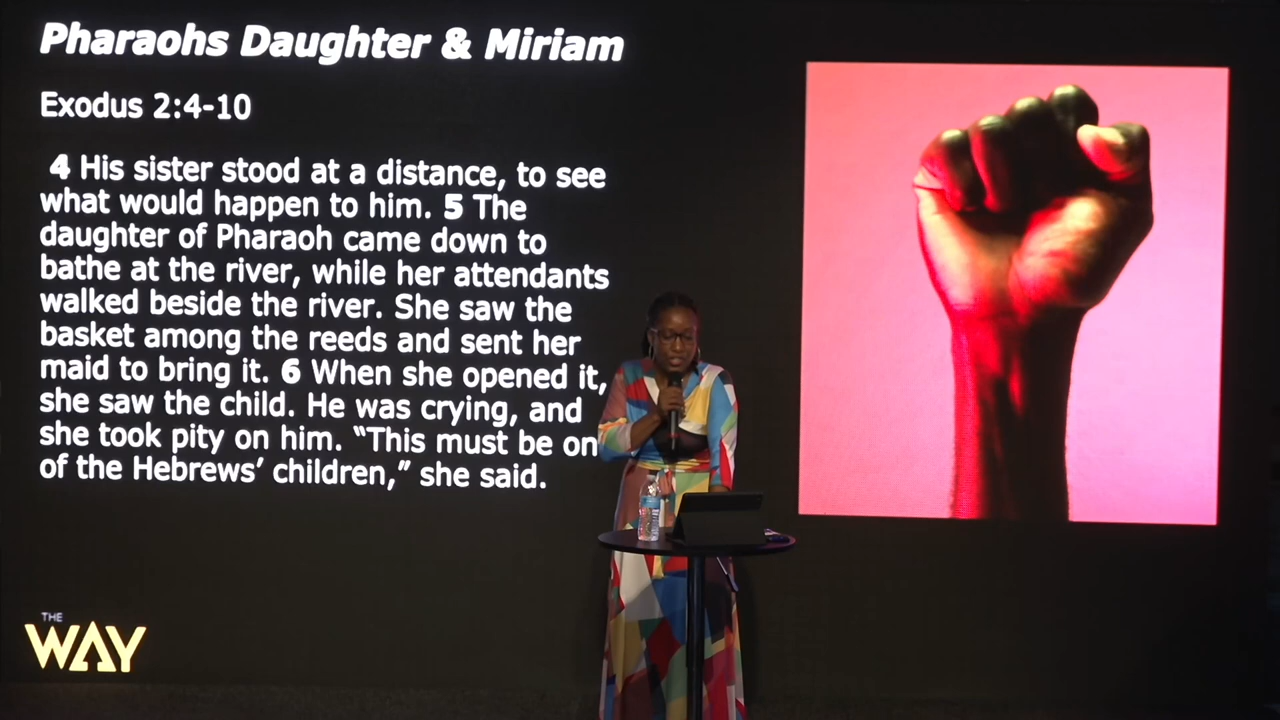 Pharaohs Daughter & Miriam
Exodus 2:4-10
4 His sister stood at a distance, to see
what would happen to him. 5 The
daughter of Pharaoh came down to
bathe at the river, while her attendants
walked beside the river. She saw the
basket among the reeds and sent her
maid to bring it. 6 When she opened it,
she saw the child. He was crying, and
she took pity on him. “This must be on
of the Hebrews’ children,” she said.
THE
WAY